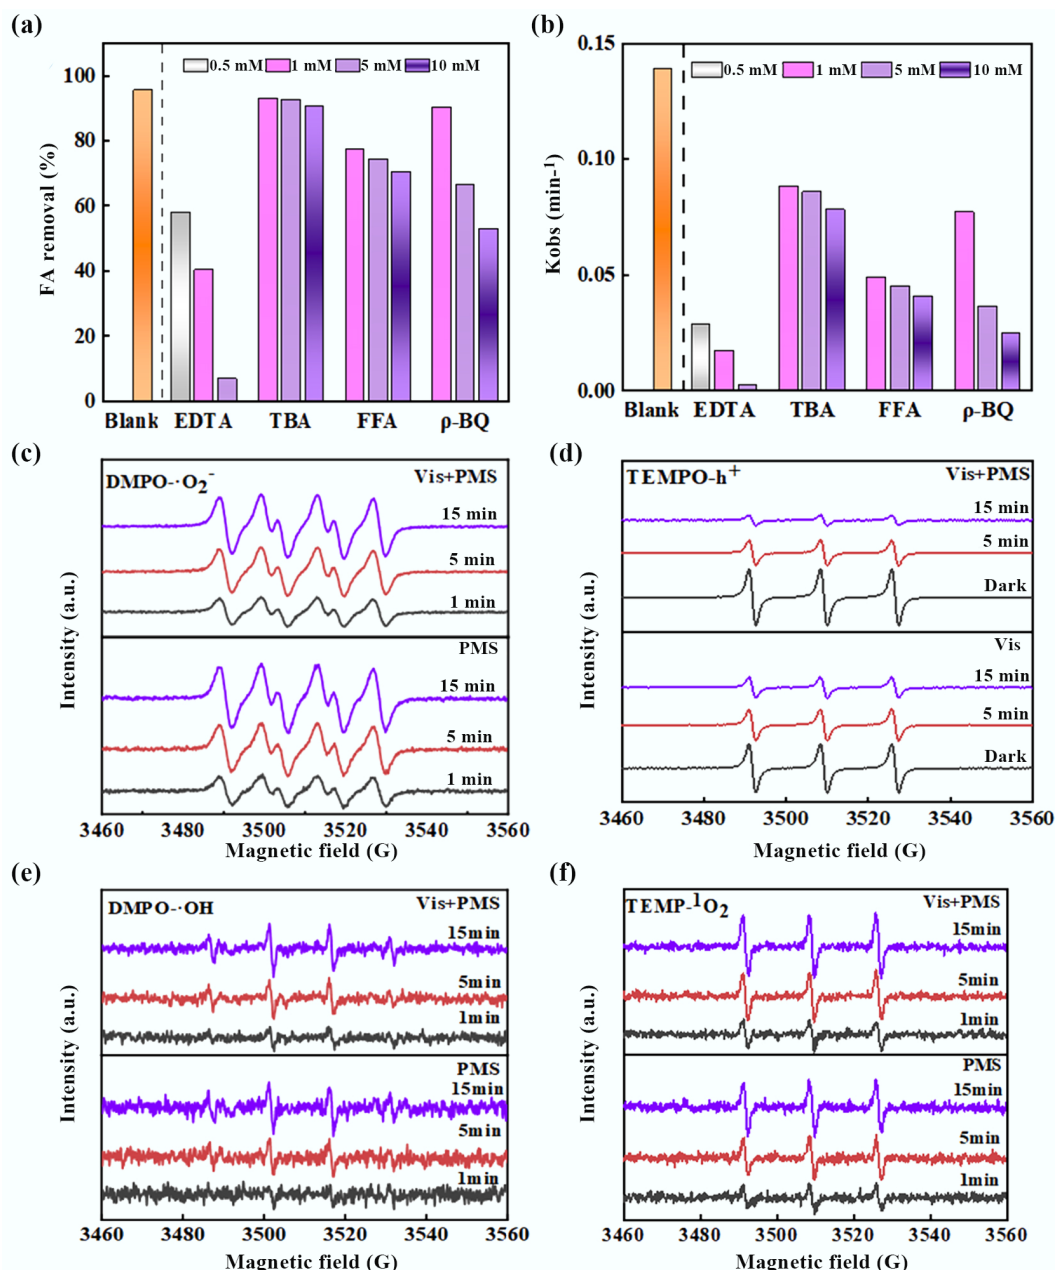 (a)
FA removal (%)
100
80
60
40
20
0
0.5 mM 1 mM 5 mM 10 mM
Blank EDTA TBA FFA ρ-BQ
(b)
Kobs (min-1)
0.15
0.10
0.05
0.00
0.5 mM 1 mM 5 mM 10 mM
Blank EDTA TBA FFA ρ-BQ
(c)
Intensity (a.u.)
DMPO-·O2- Vis+PMS
15 min
5 min
1 min
PMS
15 min
5 min
1 min
3460 3480 3500 3520 3540 3560
Magnetic field (G)
(d)
Intensity (a.u.)
TEMPO-h+ Vis+PMS
15 min
5 min
Dark
Vis
15 min
5 min
Dark
3460 3480 3500 3520 3540 3560
Magnetic field (G)
(e)
Intensity (a.u.)
DMPO-·OH Vis+PMS
15min
5min
1min
PMS
15min
5min
1min
3460 3480 3500 3520 3540 3560
Magnetic field (G)
(f)
Intensity (a.u.)
TEMP-1O2 Vis+PMS
15min
5min
1min
PMS
15min
5min
1min
3460 3480 3500 3520 3540 3560
Magnetic field (G)